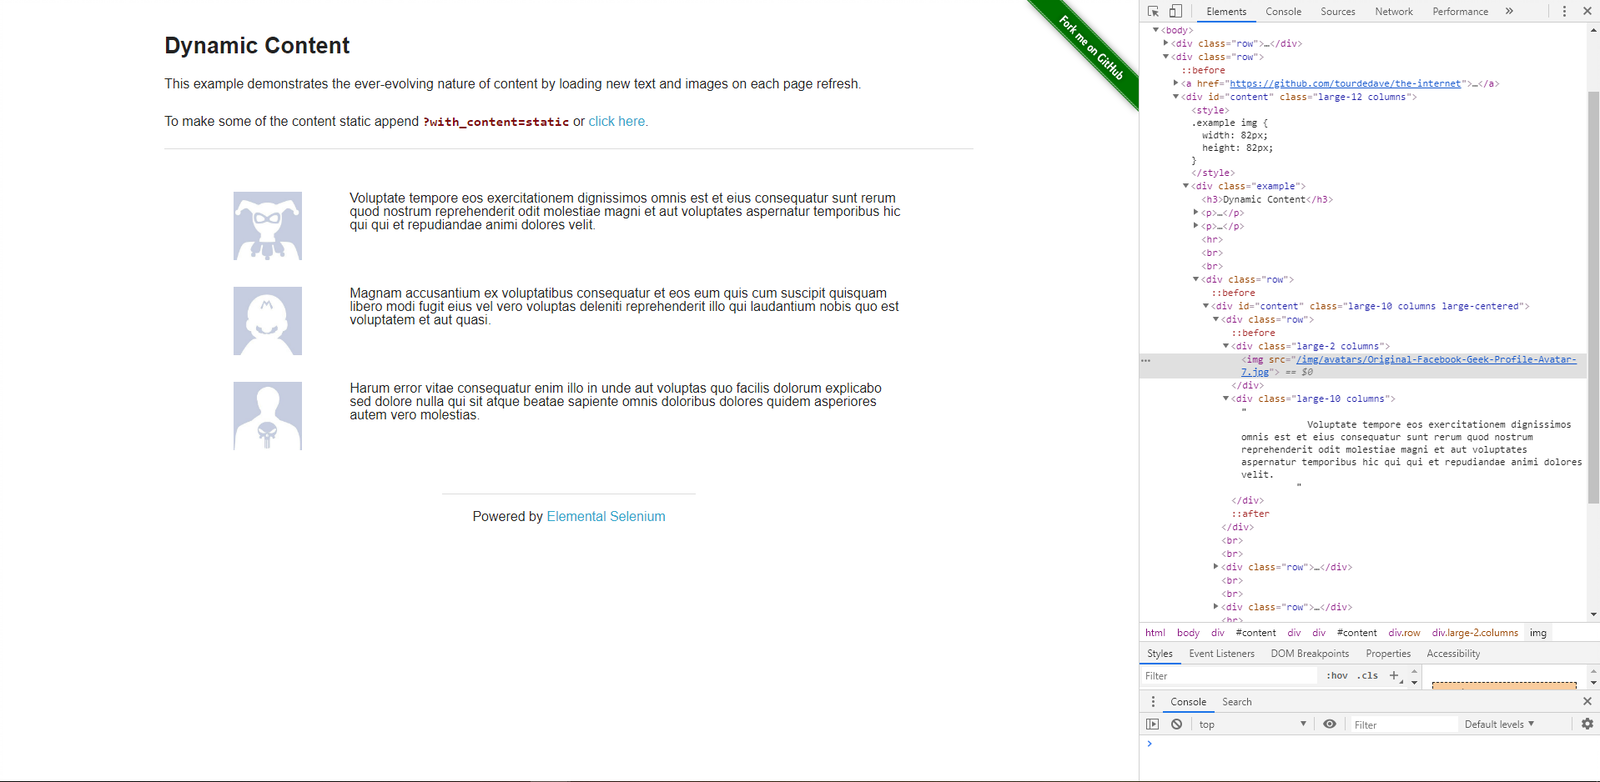 Dynamic Content
This example demonstrates the ever-evolving nature of content by loading new text and images on each page refresh.
To make some of the content static append ?with_content=static or click here.
Voluptate tempore eos exercitationem dignissimos omnis est et eius consequatur sunt rerum
quod nostrum reprehenderit odit molestiae magni et aut voluptates aspernatur temporibus hic
qui qui et repudiandae animi dolores velit.
Magnam accusantium ex voluptatibus consequatur et eos eum quis cum suscipit quisquam
libero modi fugit eius vel vero voluptas deleniti reprehenderit illo qui laudantium nobis quo est
voluptatem et aut quasi.
Harum error vitae consequatur enim illo in unde aut voluptas quo facilis dolorum explicabo
sed dolore nulla qui sit atque beatae sapiente omnis doloribus dolores quidem asperiores
autem vero molestias.
Powered by Elemental Selenium
Fork me on GitHub
Elements Console Sources Network Performance »
<body>
<div class="row">…</div>
<div class="row">
::before
<a href="https://github.com/tourdedave/the-internet">…</a>
<div id="content" class="large-12 columns">
<style>
.example img {
width: 82px;
height: 82px;
}
</style>
<div class="example">
<h3>Dynamic Content</h3>
<p>…</p>
<p>…</p>
<hr>
<br>
<br>
<div class="row">
::before
<div id="content" class="large-10 columns large-centered">
<div class="row">
::before
<div class="large-2 columns">
<img src="/img/avatars/Original-Facebook-Geek-Profile-Avatar-
7.jpg"> == $0
</div>
<div class="large-10 columns">
"
Voluptate tempore eos exercitationem dignissimos
omnis est et eius consequatur sunt rerum quod nostrum
reprehenderit odit molestiae magni et aut voluptates
aspernatur temporibus hic qui qui et repudiandae animi dolores
velit.
"
</div>
::after
</div>
<br>
<br>
<div class="row">…</div>
<br>
<br>
<div class="row">…</div>
<br>
html body div #content div div #content div.row div.large-2.columns img
Styles Event Listeners DOM Breakpoints Properties Accessibility
Filter :hov .cls +
Console Search
top Filter Default levels